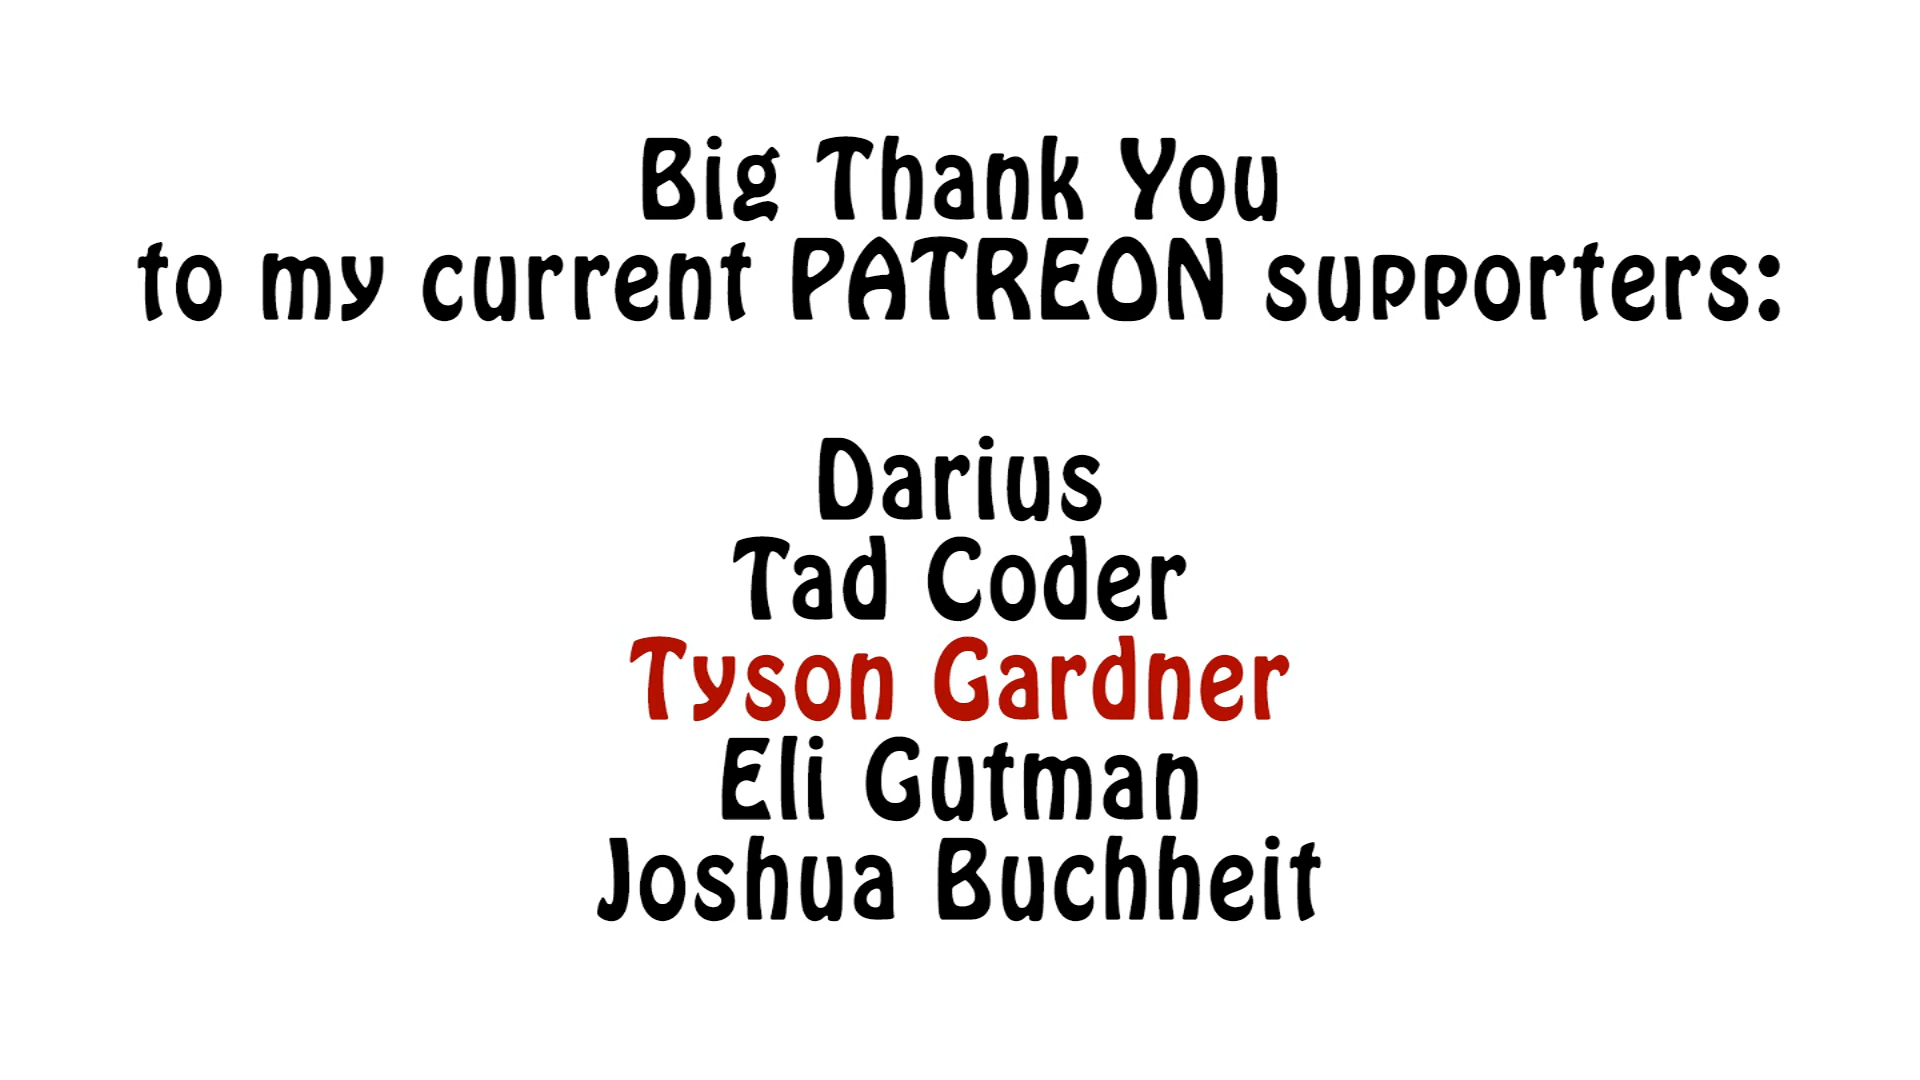 Big Thank You
to my current PATREON supporters:
Darius
Tad Coder
Tyson Gardner
Eli Gutman
Joshua Buchheit